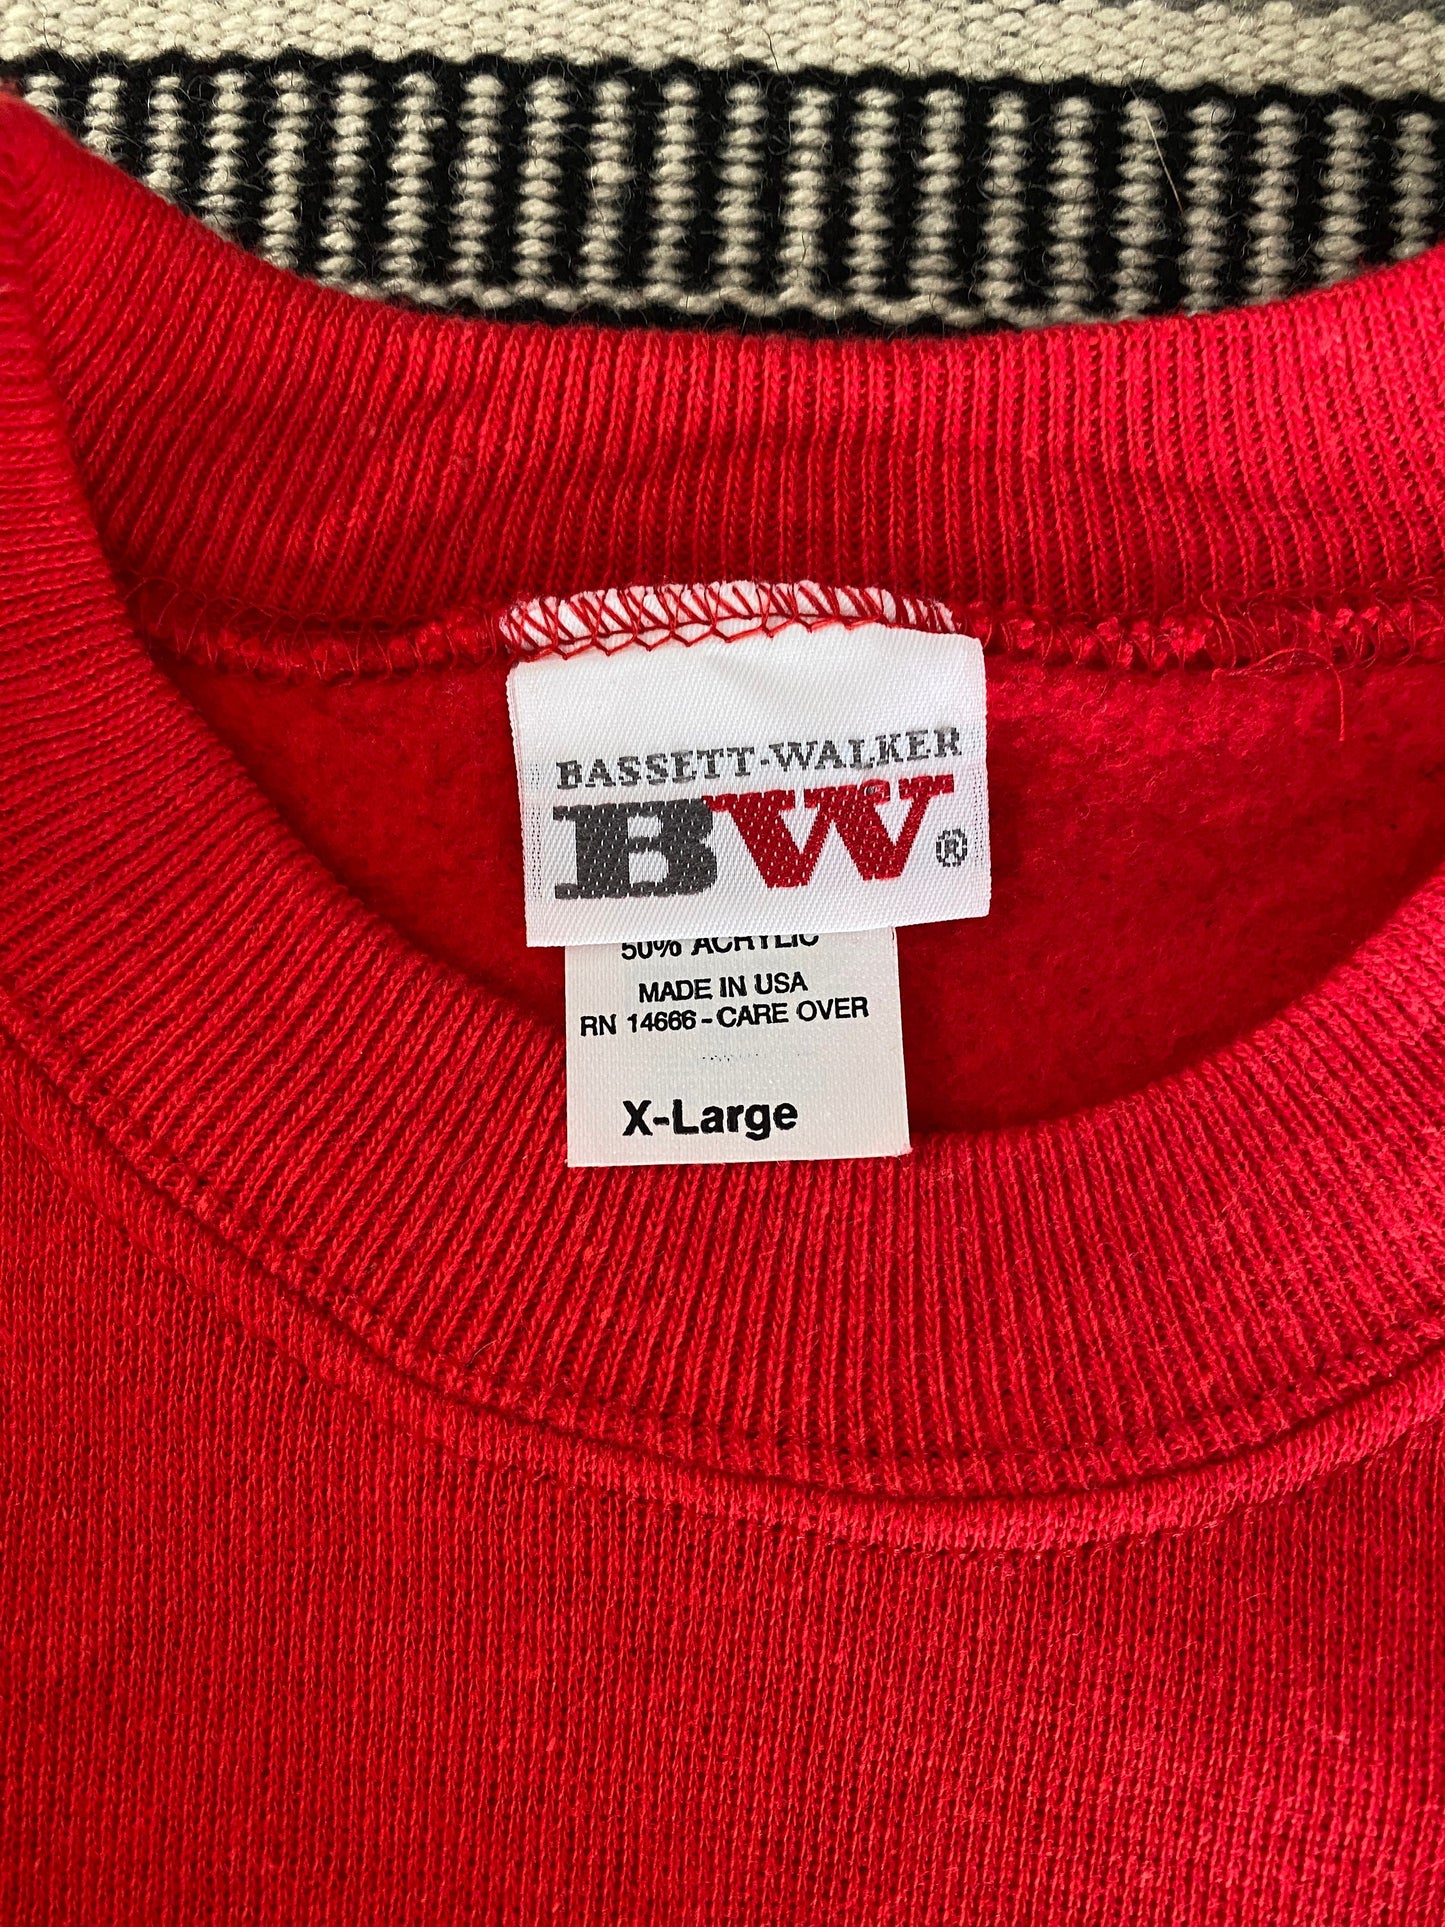 BASSETT-WALKER
BW®
50% ACRYLIC
MADE IN USA
RN 14666-CARE OVER
X-Large